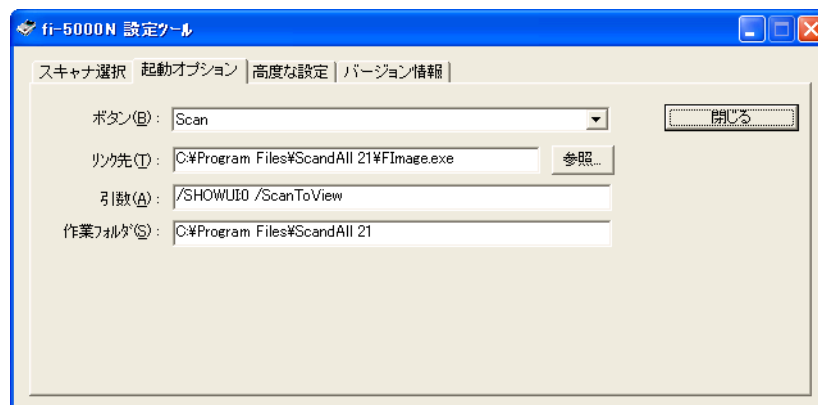 fi-5000N 設定ツール
スキャナ選択 起動オプション 高度な設定 バージョン情報
ボタン(B): Scan 閉じる
リンク先(T): C:¥Program Files¥ScandAll 21¥FImage.exe 参照...
引数(A): /SHOWUI0 /ScanToView
作業フォルダ(S): C:¥Program Files¥ScandAll 21